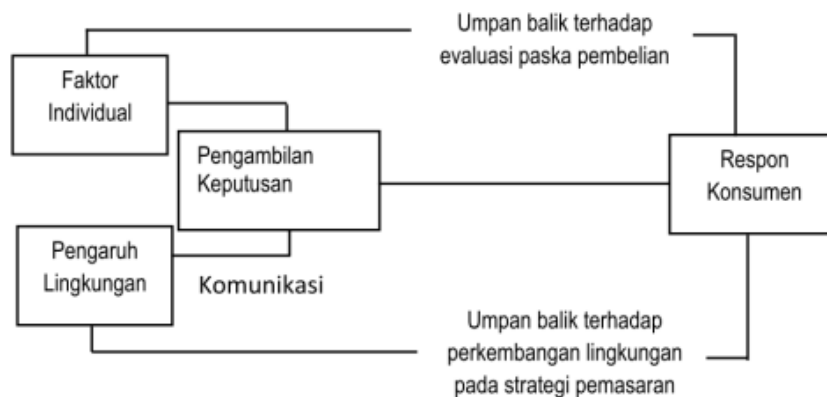 Umpan balik terhadap
evaluasi paska pembelian
Faktor
Individual
Pengambilan
Keputusan
Respon
Konsumen
Pengaruh
Lingkungan
Komunikasi
Umpan balik terhadap
perkembangan lingkungan
pada strategi pemasaran